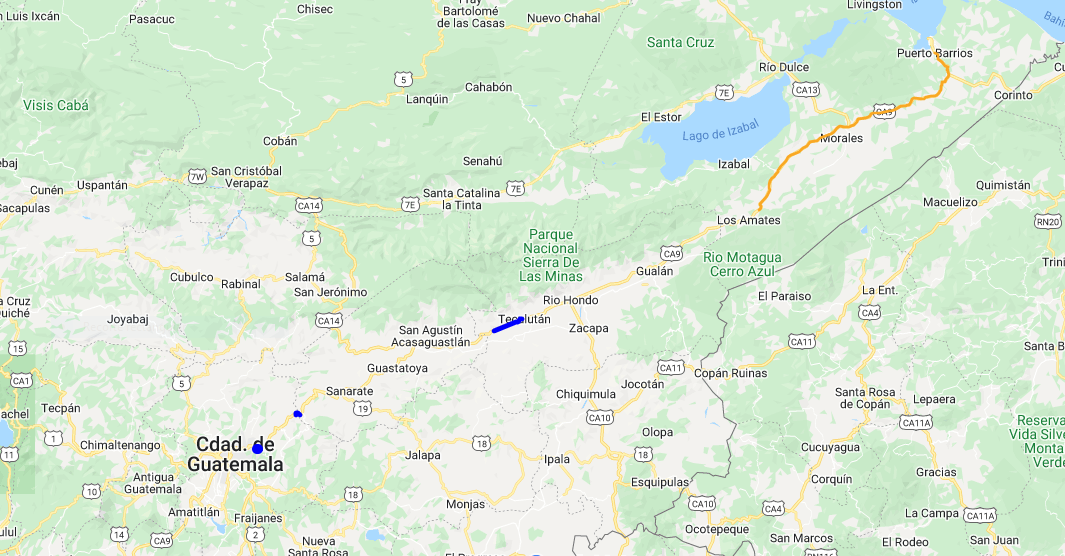 Livingston
Bahía
San Luis Ixcán
Chisec
Fray
Bartolomé
de las Casas
Pasacuc
Nuevo Chahal
Santa Cruz
Puerto Barrios
Río Dulce
5
Cahabón
7E
CA13
Corinto
Visis Cabá
Lanquín
El Estor
CA9
Lago de Izabal
Morales
Cobán
Senahú
Izabal
San Cristóbal
Verapaz
7W
Uspantán
Cunén
Sacapulas
Santa Catalina
la Tinta
7E
7E
CA14
Quimistán
Macuelizo
Los Amates
RN20
5
Parque
Nacional
Sierra De
Las Minas
CA9
Rio Motagua
Cerro Azul
Gualán
Cubulco
Rabinal
Salamá
San Jerónimo
La Ent.
El Paraiso
Rio Hondo
Joyabaj
CA14
Teculután
Zacapa
CA4
San Agustín
Acasaguastlán
15
CA11
Guastatoya
CA11
Copán Ruinas
CA1
5
Sanarate
Jocotán
Chiquimula
Santa Rosa
de Copán
Lepaera
Tecpán
19
CA10
CA11A
1
Chimaltenango
Cdad. de
Guatemala
18
Olopa
Cucuyagua
11
Jalapa
Ipala
18
Esquipulas
Gracias
Corquín
Antigua
Guatemala
10
18
Monjas
CA10
CA4
Amatitlán
Fraijanes
La Campa
CA11A
Ocotepeque
14
CA9
2
Nueva
Santa Rosa
San Marcos
El Rodeo
San Juan